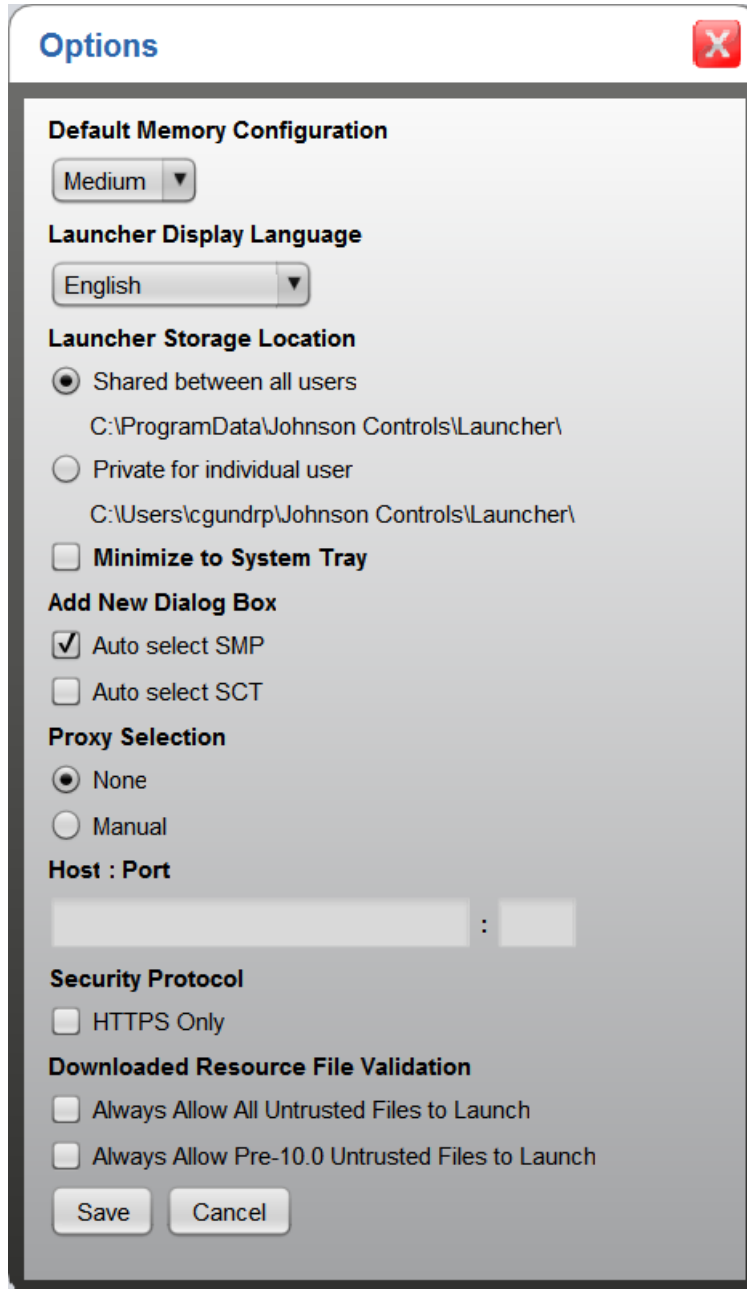 Options
Default Memory Configuration
Medium
Launcher Display Language
English
Launcher Storage Location
Shared between all users
C:\ProgramData\Johnson Controls\Launcher\
Private for individual user
C:\Users\cgundrp\Johnson Controls\Launcher\
Minimize to System Tray
Add New Dialog Box
Auto select SMP
Auto select SCT
Proxy Selection
None
Manual
Host : Port
:
Security Protocol
HTTPS Only
Downloaded Resource File Validation
Always Allow All Untrusted Files to Launch
Always Allow Pre-10.0 Untrusted Files to Launch
Save Cancel